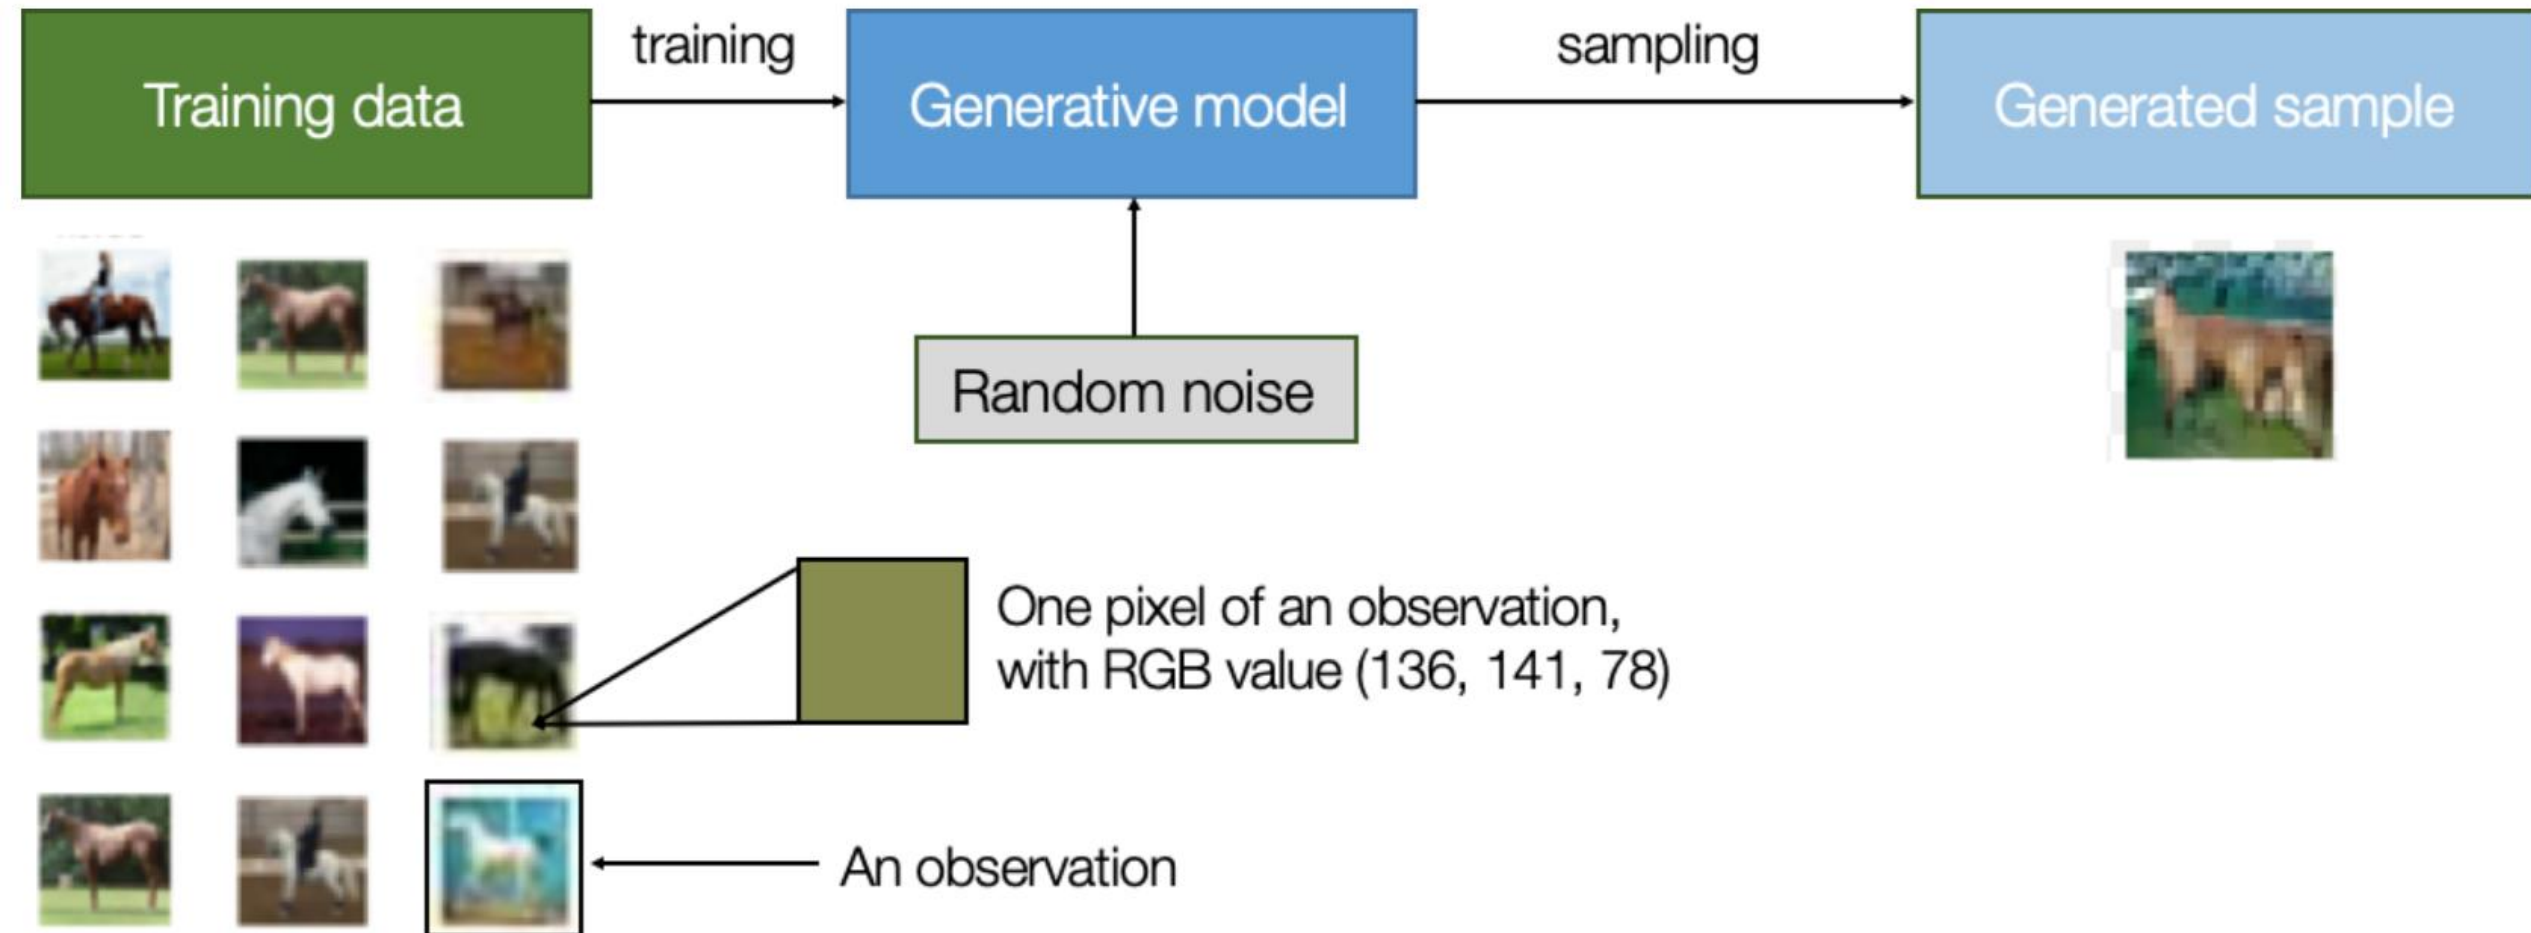 Training data
training
Generative model
sampling
Generated sample
Random noise
One pixel of an observation,
with RGB value (136, 141, 78)
An observation